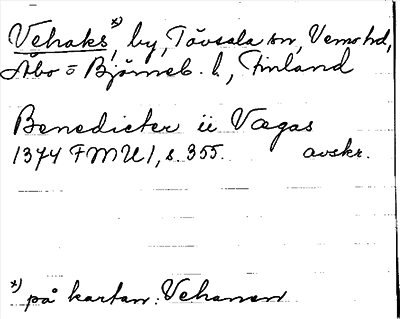 Vehaks*), by, Tövsala sn, Vemo hd,
Åbo o Björneb. l., Finland
Benedicter ii Vægas
1374 FMU 1, s. 355. avskr.
*) på kartan: Vehanen